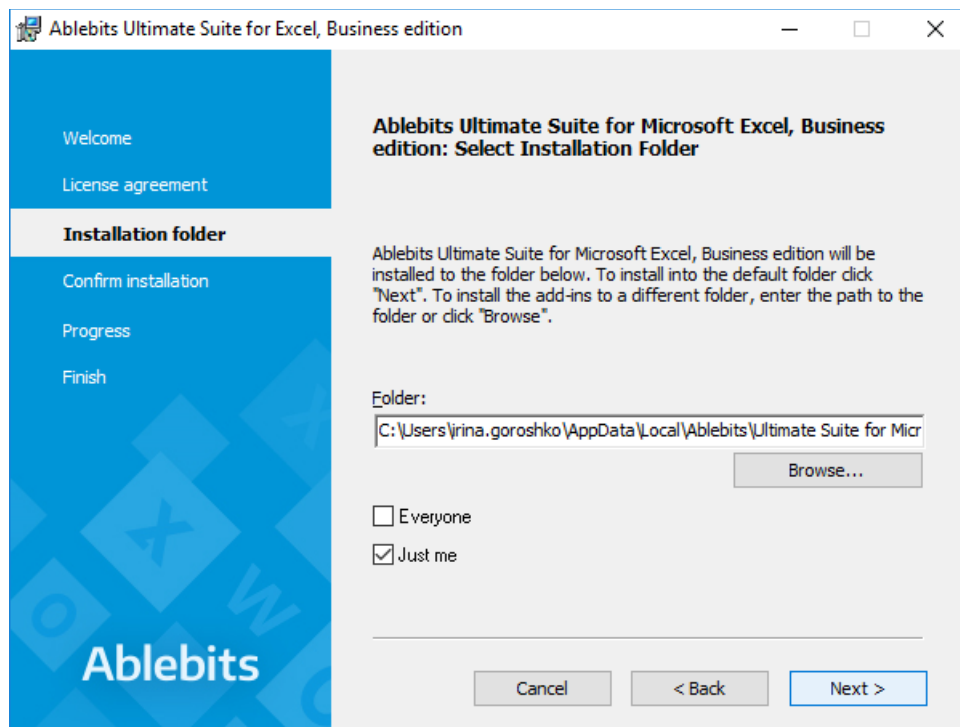 Ablebits Ultimate Suite for Excel, Business edition
Welcome
License agreement
Installation folder
Confirm installation
Progress
Finish
Ablebits
Ablebits Ultimate Suite for Microsoft Excel, Business
edition: Select Installation Folder
Ablebits Ultimate Suite for Microsoft Excel, Business edition will be
installed to the folder below. To install into the default folder click
"Next". To install the add-ins to a different folder, enter the path to the
folder or click "Browse".
Folder:
C:\Users\irina.goroshko\AppData\Local\Ablebits\Ultimate Suite for Micr
Browse...
Everyone
Just me
Cancel
< Back
Next >